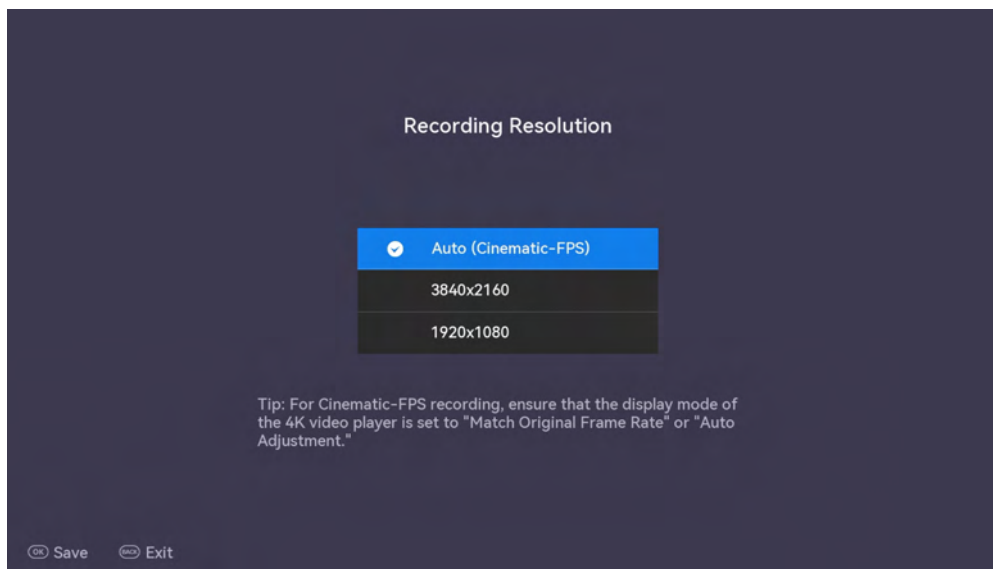 Recording Resolution
Auto (Cinematic-FPS)
3840x2160
1920x1080
Tip: For Cinematic-FPS recording, ensure that the display mode of
the 4K video player is set to "Match Original Frame Rate" or "Auto
Adjustment."
OK Save BACK Exit